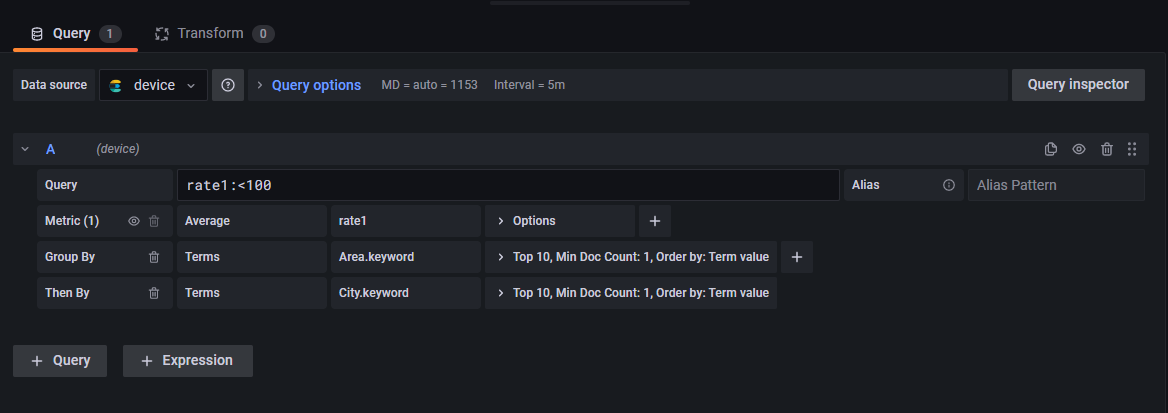 Query 1 Transform 0
Data source device Query options MD = auto = 1153 Interval = 5m Query inspector
A (device)
Query rate1:<100 Alias Alias Pattern
Metric (1) Average rate1 Options +
Group By Terms Area.keyword Top 10, Min Doc Count: 1, Order by: Term value +
Then By Terms City.keyword Top 10, Min Doc Count: 1, Order by: Term value
+ Query + Expression